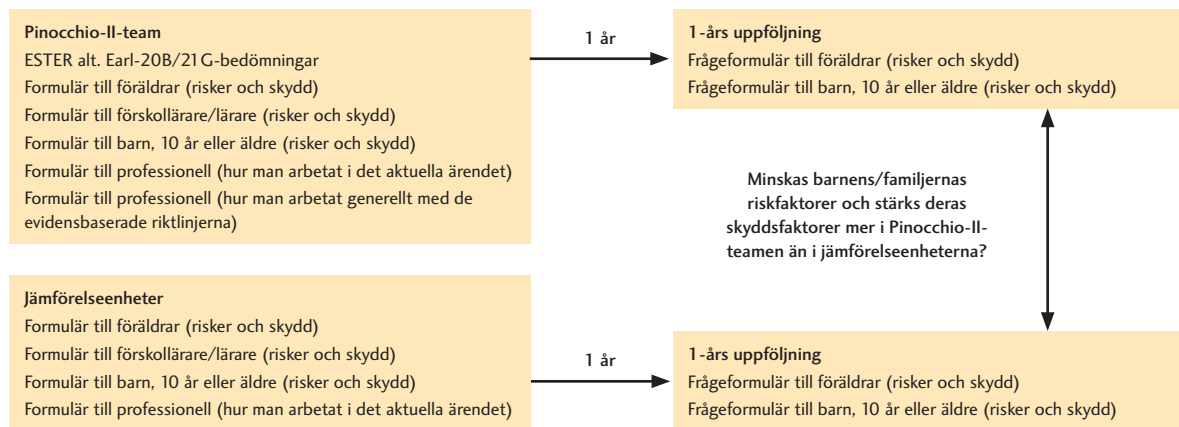 Pinocchio-II-team
ESTER alt. Earl-20B/21G-bedömningar
Formulär till föräldrar (risker och skydd)
Formulär till förskollärare/lärare (risker och skydd)
Formulär till barn, 10 år eller äldre (risker och skydd)
Formulär till professionell (hur man arbetat i det aktuella ärendet)
Formulär till professionell (hur man arbetat generellt med de
evidensbaserade riktlinjerna)
1 år
1-års uppföljning
Frågeformulär till föräldrar (risker och skydd)
Frågeformulär till barn, 10 år eller äldre (risker och skydd)
Minskas barnens/familjernas
riskfaktorer och stärks deras
skyddsfaktorer mer i Pinocchio-II-
teamen än i jämförelseenheterna?
Jämförelseenheter
Formulär till föräldrar (risker och skydd)
Formulär till förskollärare/lärare (risker och skydd)
Formulär till barn, 10 år eller äldre (risker och skydd)
Formulär till professionell (hur man arbetat i det aktuella ärendet)
1 år
1-års uppföljning
Frågeformulär till föräldrar (risker och skydd)
Frågeformulär till barn, 10 år eller äldre (risker och skydd)